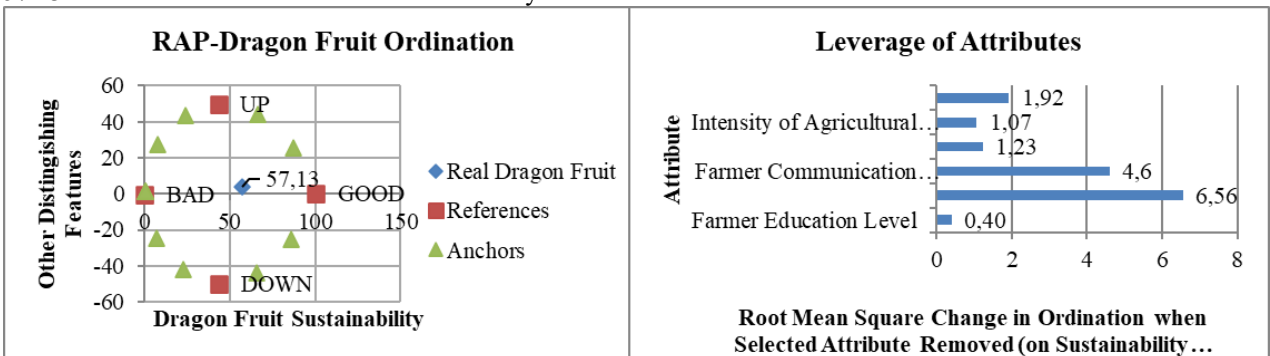 RAP-Dragon Fruit Ordination
Other Distingishing
Features
60
40
20
0
-20
-40
-60
UP
57,13
BAD
GOOD
DOWN
0
50
100
150
Dragon Fruit Sustainability
Real Dragon Fruit
References
Anchors
Leverage of Attributes
Attribute
1,92
Intensity of Agricultural…
1,07
1,23
Farmer Communication…
4,6
6,56
Farmer Education Level
0,40
0
2
4
6
8
Root Mean Square Change in Ordination when
Selected Attribute Removed (on Sustainability…